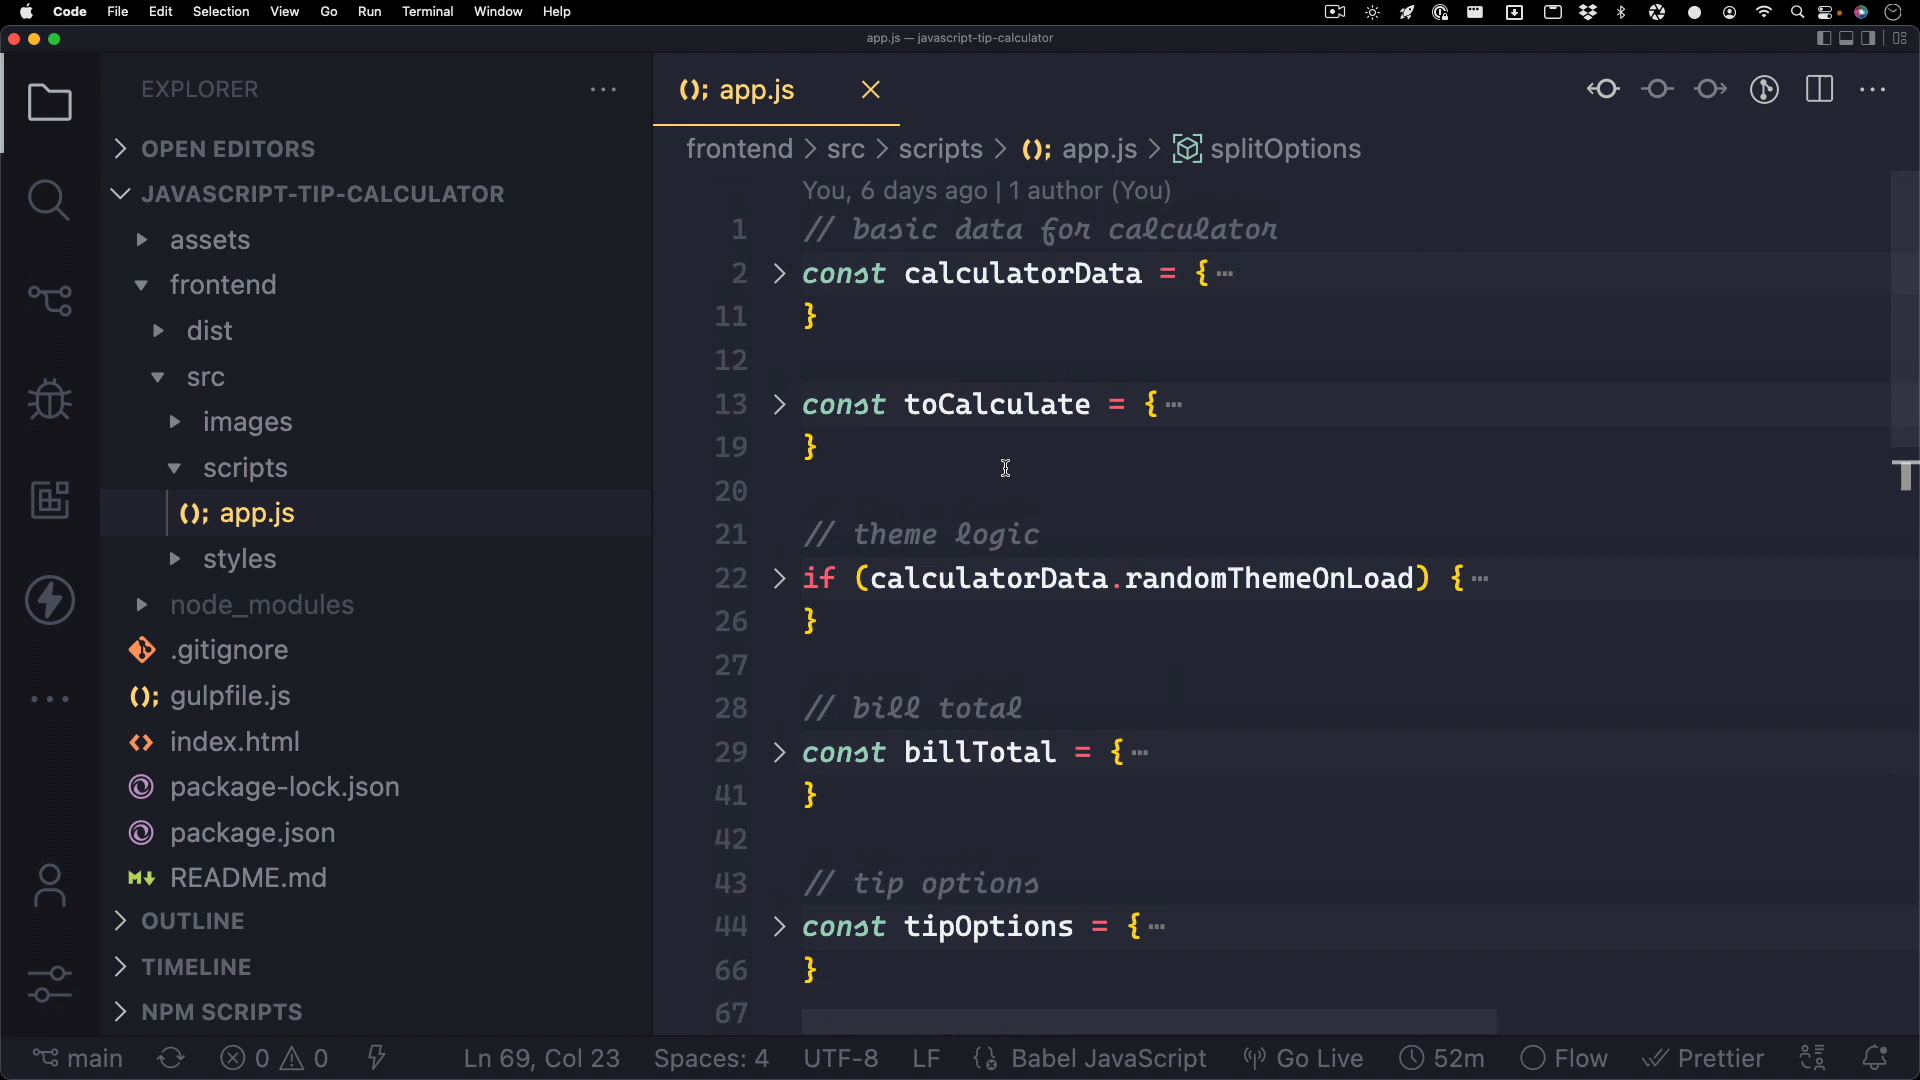 Code File Edit Selection View Go Run Terminal Window Help
app.js — javascript-tip-calculator
EXPLORER
OPEN EDITORS
JAVASCRIPT-TIP-CALCULATOR
assets
frontend
dist
src
images
scripts
(); app.js
styles
node_modules
.gitignore
(); gulpfile.js
<> index.html
package-lock.json
package.json
M↓ README.md
OUTLINE
TIMELINE
NPM SCRIPTS
(); app.js
frontend > src > scripts > (); app.js > splitOptions
You, 6 days ago | 1 author (You)
1 // basic data for calculator
2 > const calculatorData = { ⋯
11 }
12
13 > const toCalculate = { ⋯
19 }
20
21 // theme logic
22 > if (calculatorData.randomThemeOnLoad) { ⋯
26 }
27
28 // bill total
29 > const billTotal = { ⋯
41 }
42
43 // tip options
44 > const tipOptions = { ⋯
66 }
67
main 0 0 Ln 69, Col 23 Spaces: 4 UTF-8 LF Babel JavaScript Go Live 52m Flow Prettier